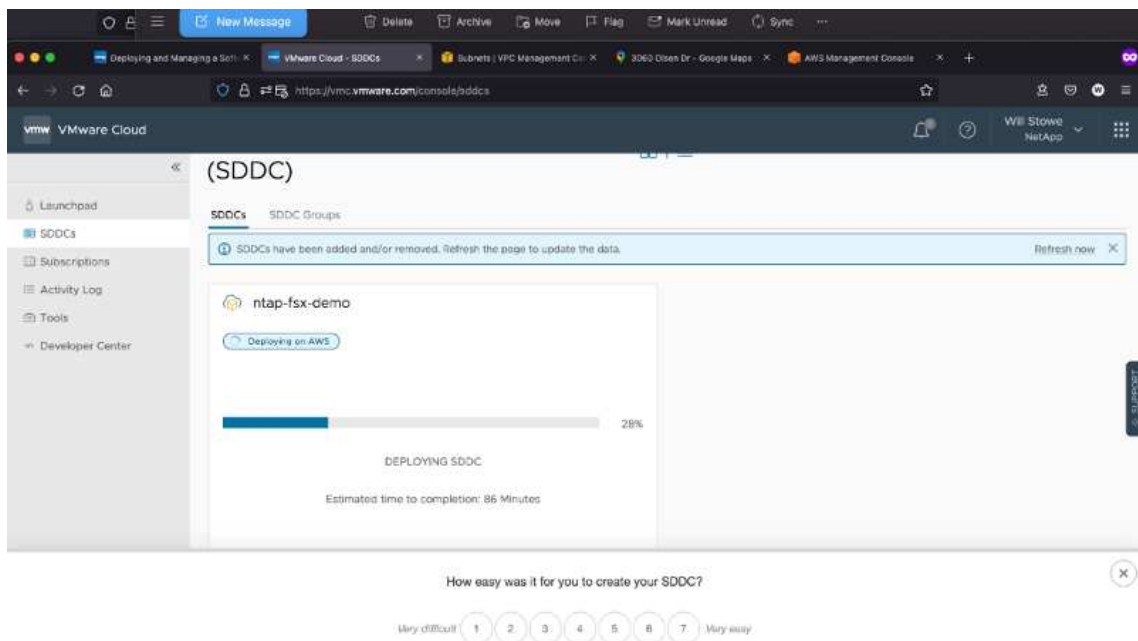 New Message Delete Archive Move Flag Mark Unread Sync ...
Deploying and Managing a Soft VMware Cloud - SDDCs Subnets | VPC Management Co 3060 Olsen Dr - Google Maps AWS Management Console
https://vmc.vmware.com/console/sddcs
vmw VMware Cloud
Will Stowe
NetApp
(SDDC)
Launchpad
SDDCs
Subscriptions
Activity Log
Tools
Developer Center
SDDCs SDDC Groups
SDDCs have been added and/or removed. Refresh the page to update the data. Refresh now
ntap-fsx-demo
Deploying on AWS
28%
DEPLOYING SDDC
Estimated time to completion: 86 Minutes
SUPPORT
How easy was it for you to create your SDDC?
Very difficult 1 2 3 4 5 6 7 Very easy